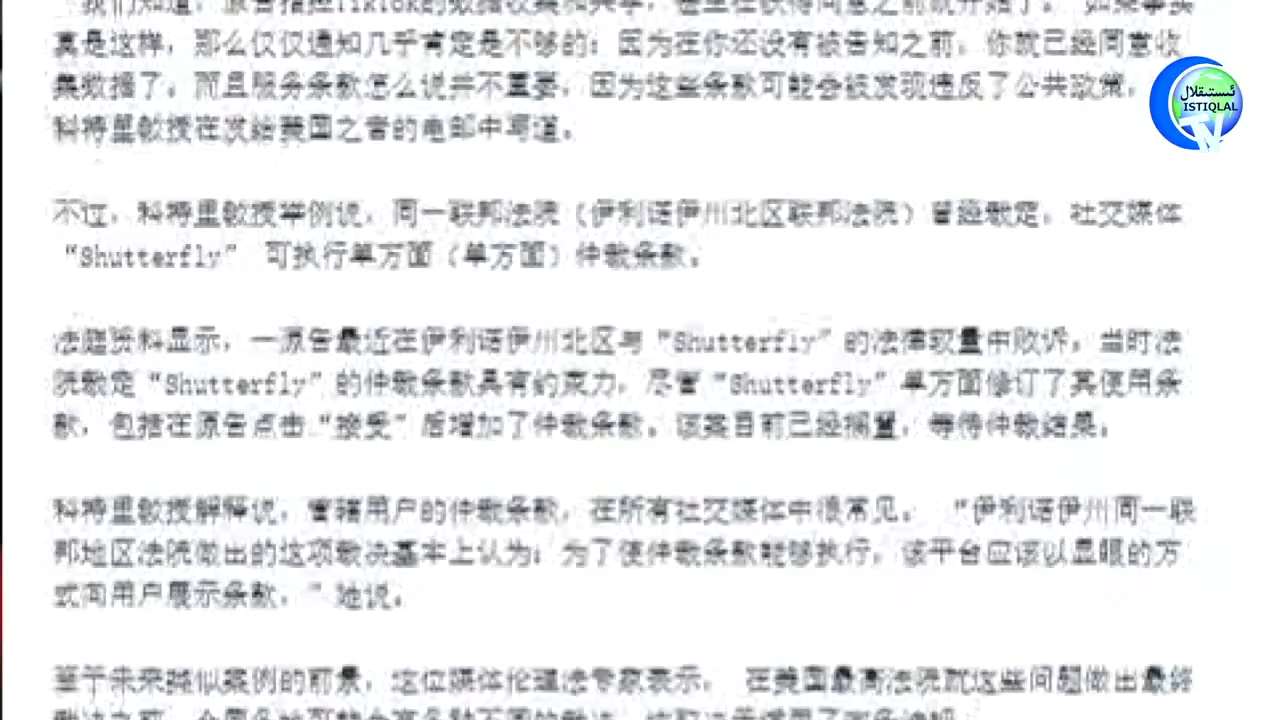 “我们知道，原告指控TikTok的数据收集和共享，甚至在获得同意之前就开始了。 如果事实
真是这样，那么仅仅通知几乎肯定是不够的：因为在你还没有被告知之前，你就已经同意收
集数据了。而且服务条款怎么说并不重要，因为这些条款可能会被发现违反了公共政策，
科特里教授在发给美国之音的电邮中写道。
不过，科特里教授举例说，同一联邦法院（伊利诺伊州北区联邦法院）曾经裁定，社交媒体
“Shutterfly” 可执行单方面（单方面）仲裁条款。
法庭资料显示，一原告最近在伊利诺伊州北区与“Shutterfly”的法律较量中败诉，当时法
院裁定“Shutterfly”的仲裁条款具有约束力，尽管“Shutterfly”单方面修订了其使用条
款，包括在原告点击“接受”后增加了仲裁条款。该案目前已经搁置，等待仲裁结果。
科特里教授解释说，管辖用户的仲裁条款，在所有社交媒体中很常见。 “伊利诺伊州同一联
邦地区法院做出的这项裁决基本上认为：为了使仲裁条款能够执行，该平台应该以显眼的方
式向用户展示条款，”她说。
至于未来类似案例的前景，这位媒体伦理法专家表示， 在美国最高法院就这些问题做出最终
ئىستىقلال
ISTIQLAL
TV